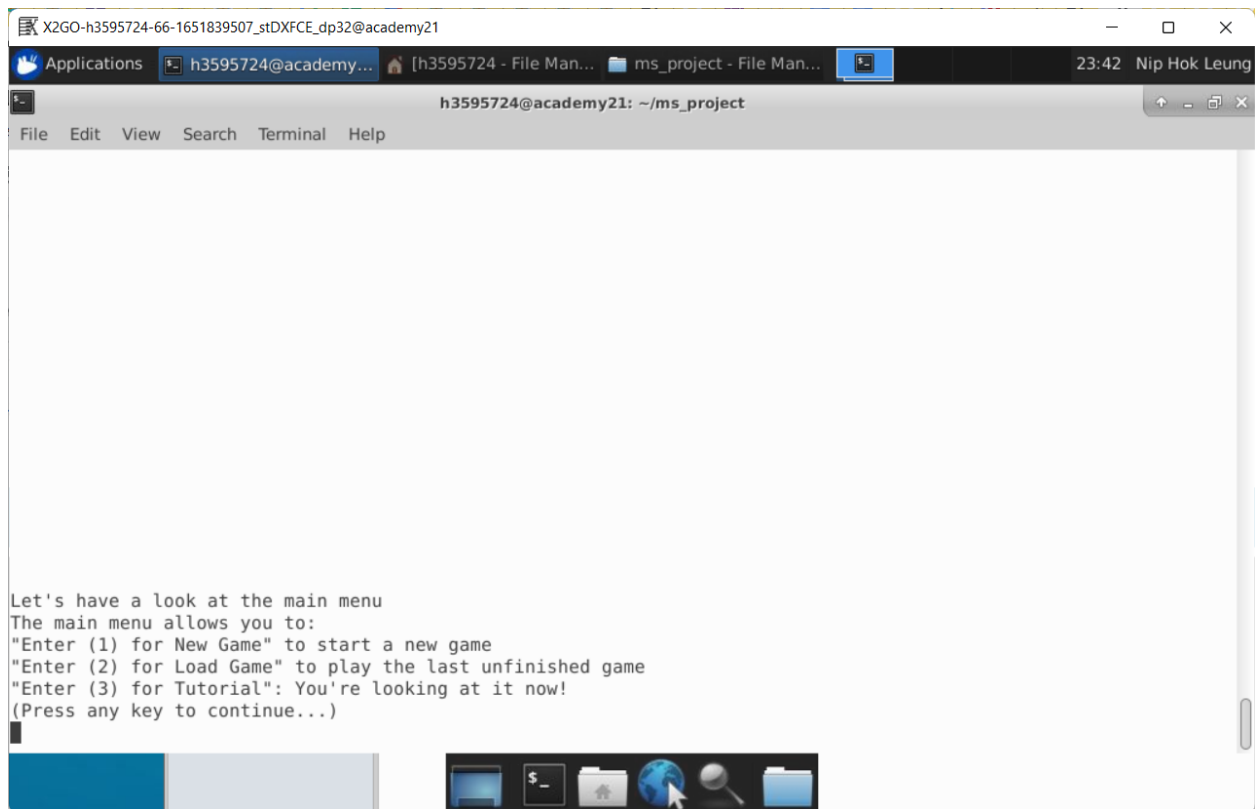 X2GO-h3595724-66-1651839507_stDXFCE_dp32@academy21
Applications h3595724@academy... [h3595724 - File Man... ms_project - File Man... 23:42 Nip Hok Leung
h3595724@academy21: ~/ms_project
File Edit View Search Terminal Help
Let's have a look at the main menu
The main menu allows you to:
"Enter (1) for New Game" to start a new game
"Enter (2) for Load Game" to play the last unfinished game
"Enter (3) for Tutorial": You're looking at it now!
(Press any key to continue...)
$_